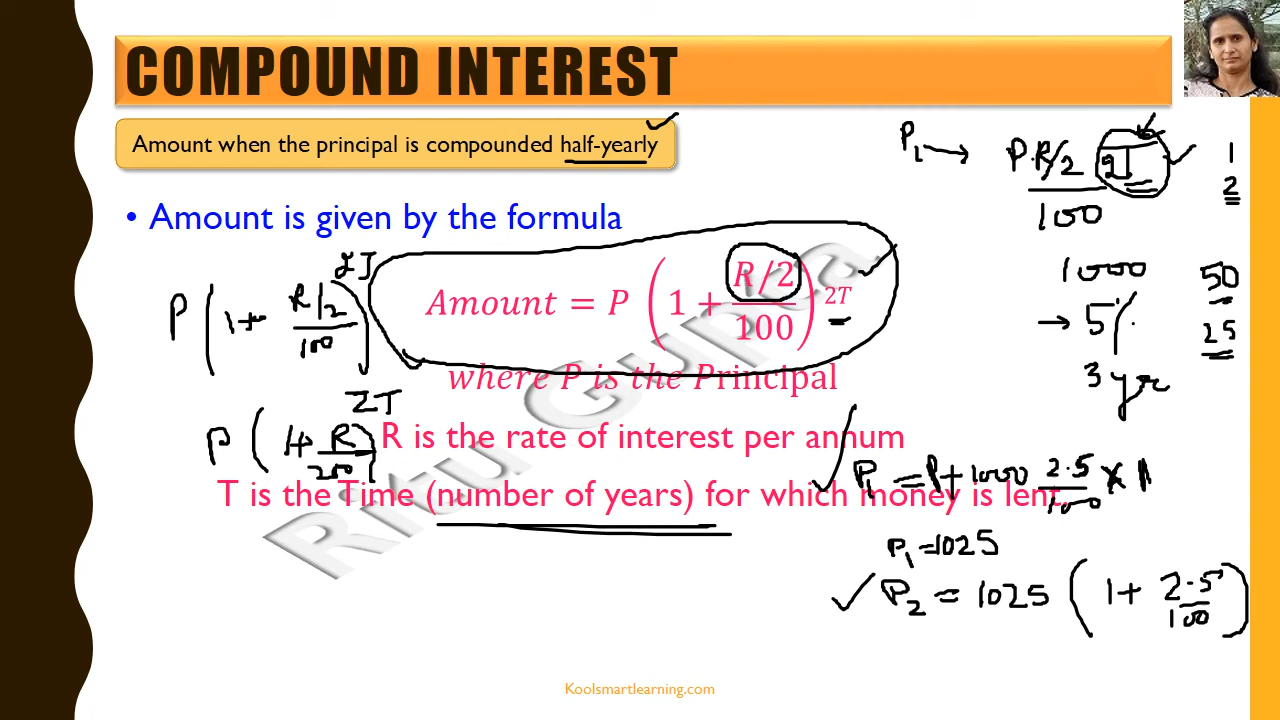 COMPOUND INTEREST
Amount when the principal is compounded half-yearly
P₁ → P.R/2 2T / 100
1
2
• Amount is given by the formula
Amount = P (1 + (R/2)/100)^2T
P (1 + (R/2)/100)^2T
1000
50
→ 5%
25
3 yr
where P is the Principal
P (1 + R/200)^2T
R is the rate of interest per annum
T is the Time (number of years) for which money is lent.
P₁ = P + 1000 2.5/100 × 1
P₁ = 1025
P₂ = 1025 (1 + 2.5/100)
RITU GUPTA
Koolsmartlearning.com